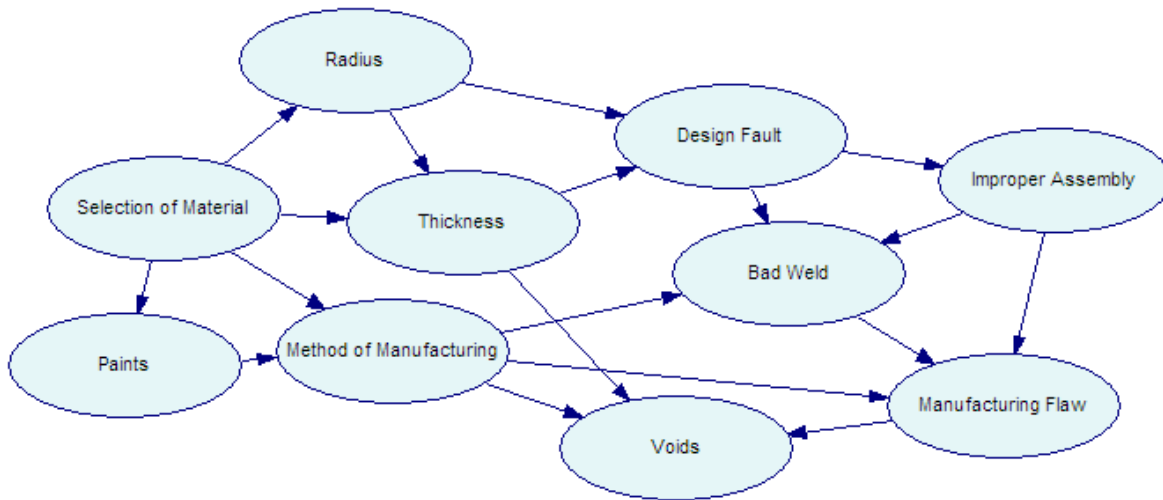 Radius
Design Fault
Improper Assembly
Selection of Material
Thickness
Bad Weld
Paints
Method of Manufacturing
Manufacturing Flaw
Voids